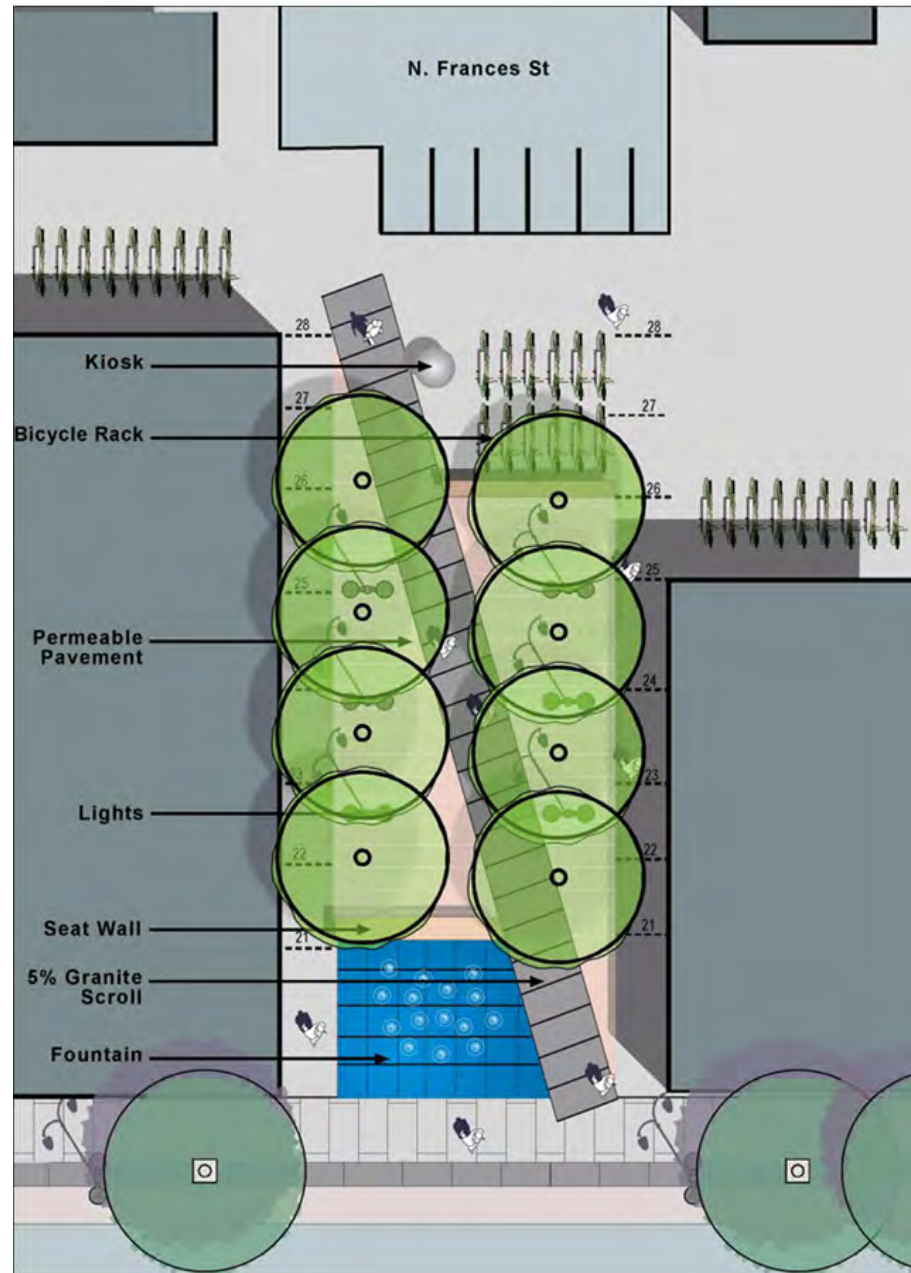 N. Frances St
28
28
Kiosk
27
27
Bicycle Rack
26
26
25
25
Permeable
Pavement
24
23
23
Lights
22
22
Seat Wall
21
21
5% Granite
Scroll
Fountain